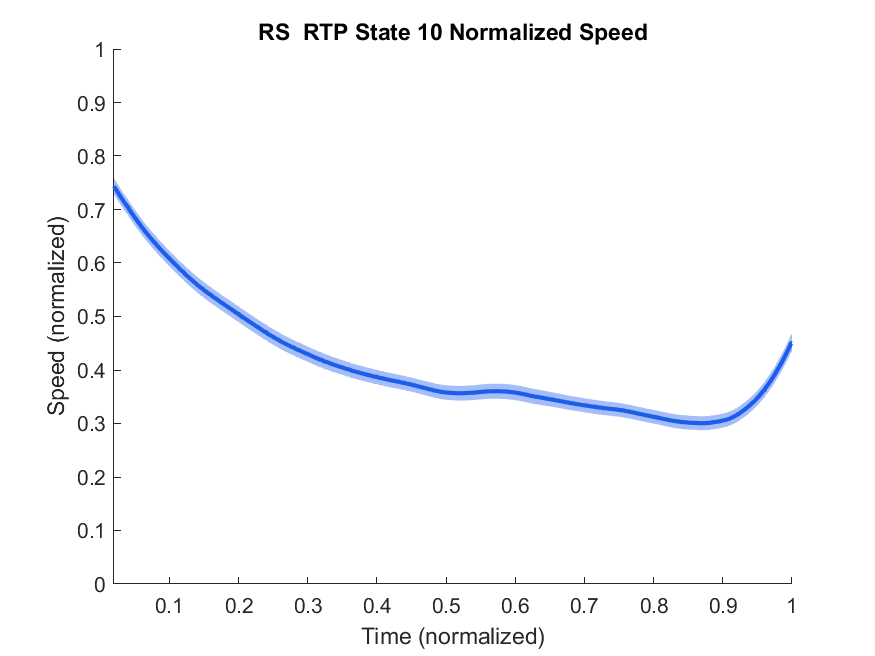 RS  RTP State 10 Normalized Speed
1
0.9
0.8
0.7
0.6
0.5
0.4
0.3
0.2
0.1
0
Speed (normalized)
0.1 0.2 0.3 0.4 0.5 0.6 0.7 0.8 0.9 1
Time (normalized)